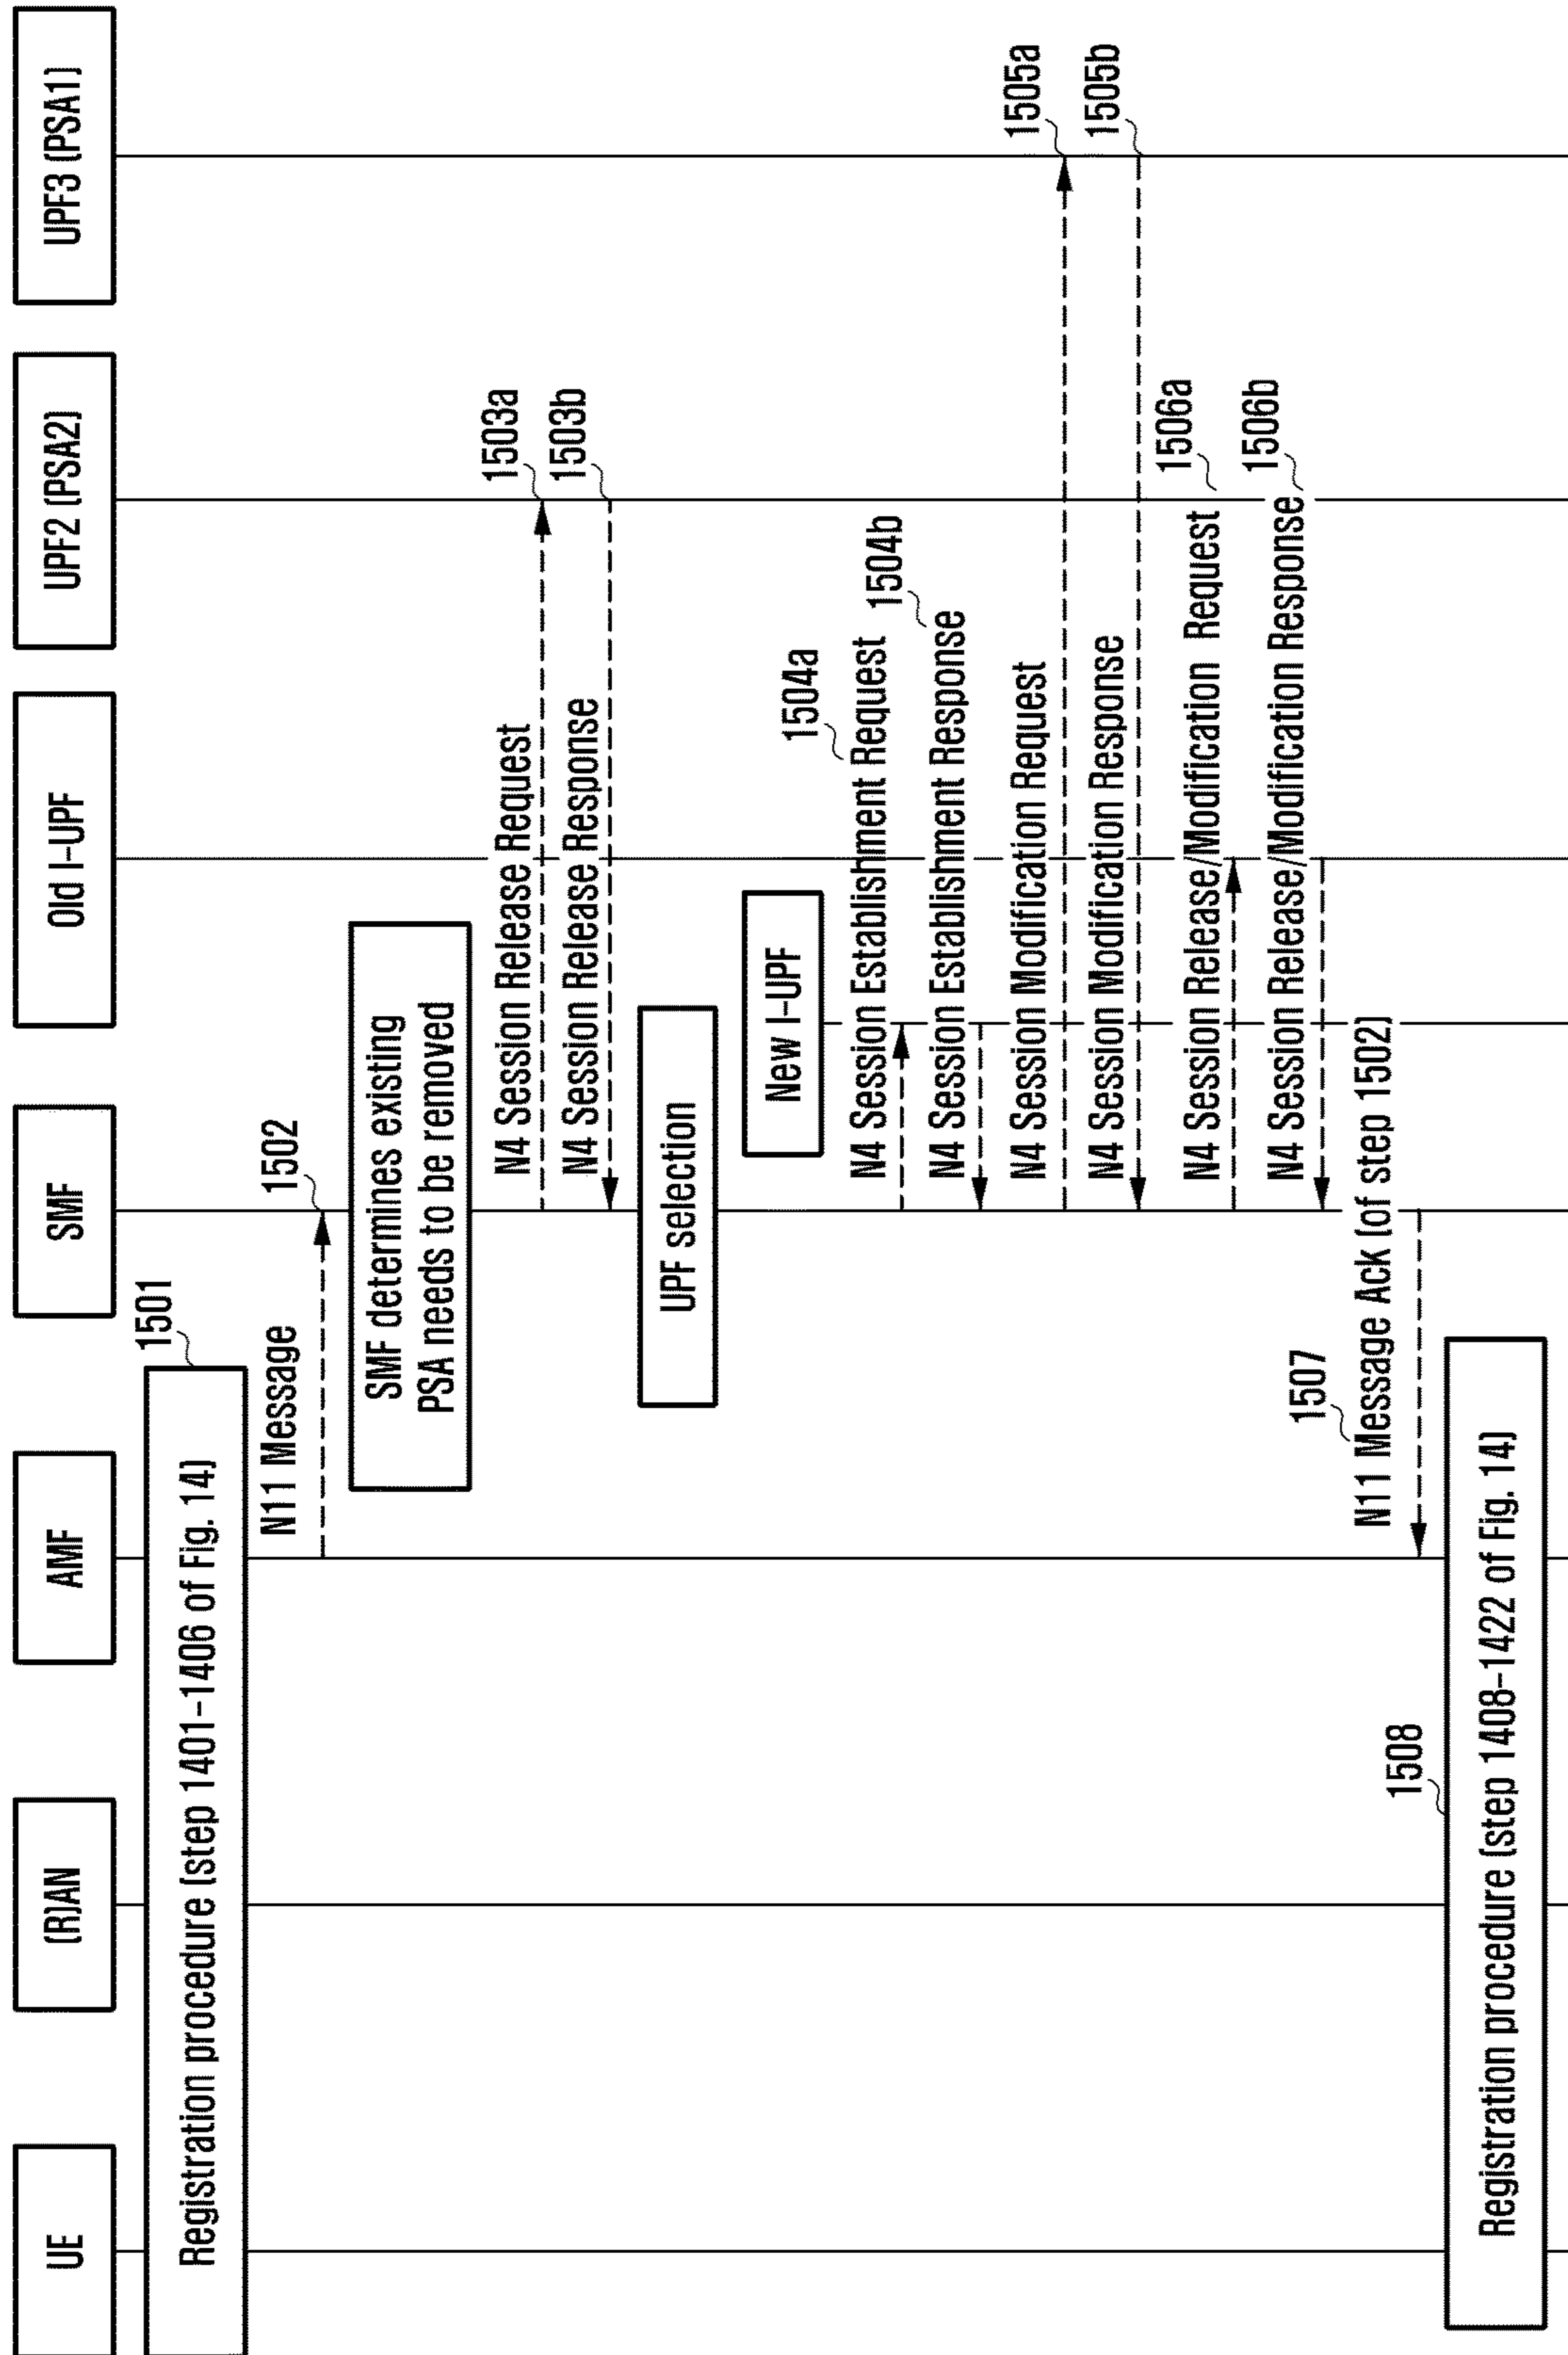 UE
(R)AN
AMF
SMF
Old I-UPF
UPF2 (PSA2)
UPF3 (PSA1)
1501
Registration procedure (step 1401-1406 of Fig. 14)
N11 Message
1502
SMF determines existing
PSA needs to be removed
N4 Session Release Request
1503a
N4 Session Release Response
1503b
UPF selection
New I-UPF
1504a
N4 Session Establishment Request
1504b
N4 Session Establishment Response
N4 Session Modification Request
1505a
N4 Session Modification Response
1505b
N4 Session Release/Modification Request
1506a
N4 Session Release/Modification Response
1506b
1507
N11 Message Ack (of step 1502)
1508
Registration procedure (step 1408-1422 of Fig. 14)